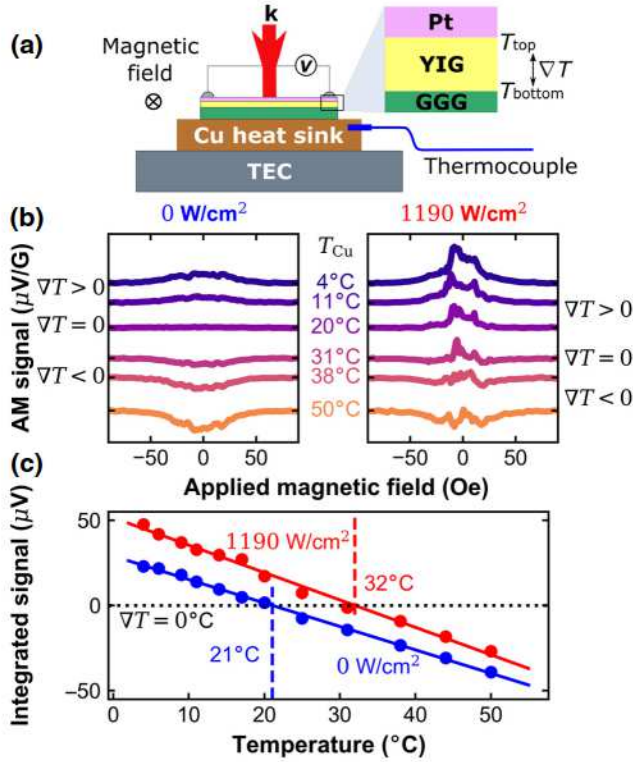 (a)
Magnetic
field
k
V
Pt
YIG
GGG
T_top
∇T
T_bottom
Cu heat sink
TEC
Thermocouple
(b)
0 W/cm²
1190 W/cm²
AM signal (μV/G)
∇T > 0
∇T = 0
∇T < 0
T_Cu
4°C
11°C
20°C
31°C
38°C
50°C
∇T > 0
∇T = 0
∇T < 0
−50 0 50
−50 0 50
Applied magnetic field (Oe)
(c)
Integrated signal (μV)
50
0
−50
1190 W/cm²
32°C
∇T = 0°C
21°C
0 W/cm²
0 10 20 30 40 50
Temperature (°C)